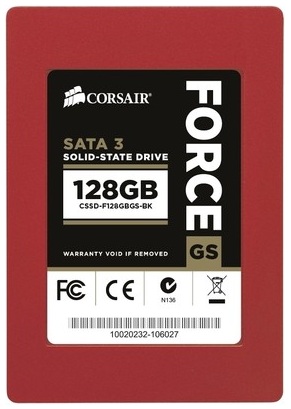 CORSAIR
FORCE
GS
SATA 3
SOLID-STATE DRIVE
128GB
CSSD-F128GBGS-BK
WARRANTY VOID IF REMOVED
FC CE N136
10020232-106027